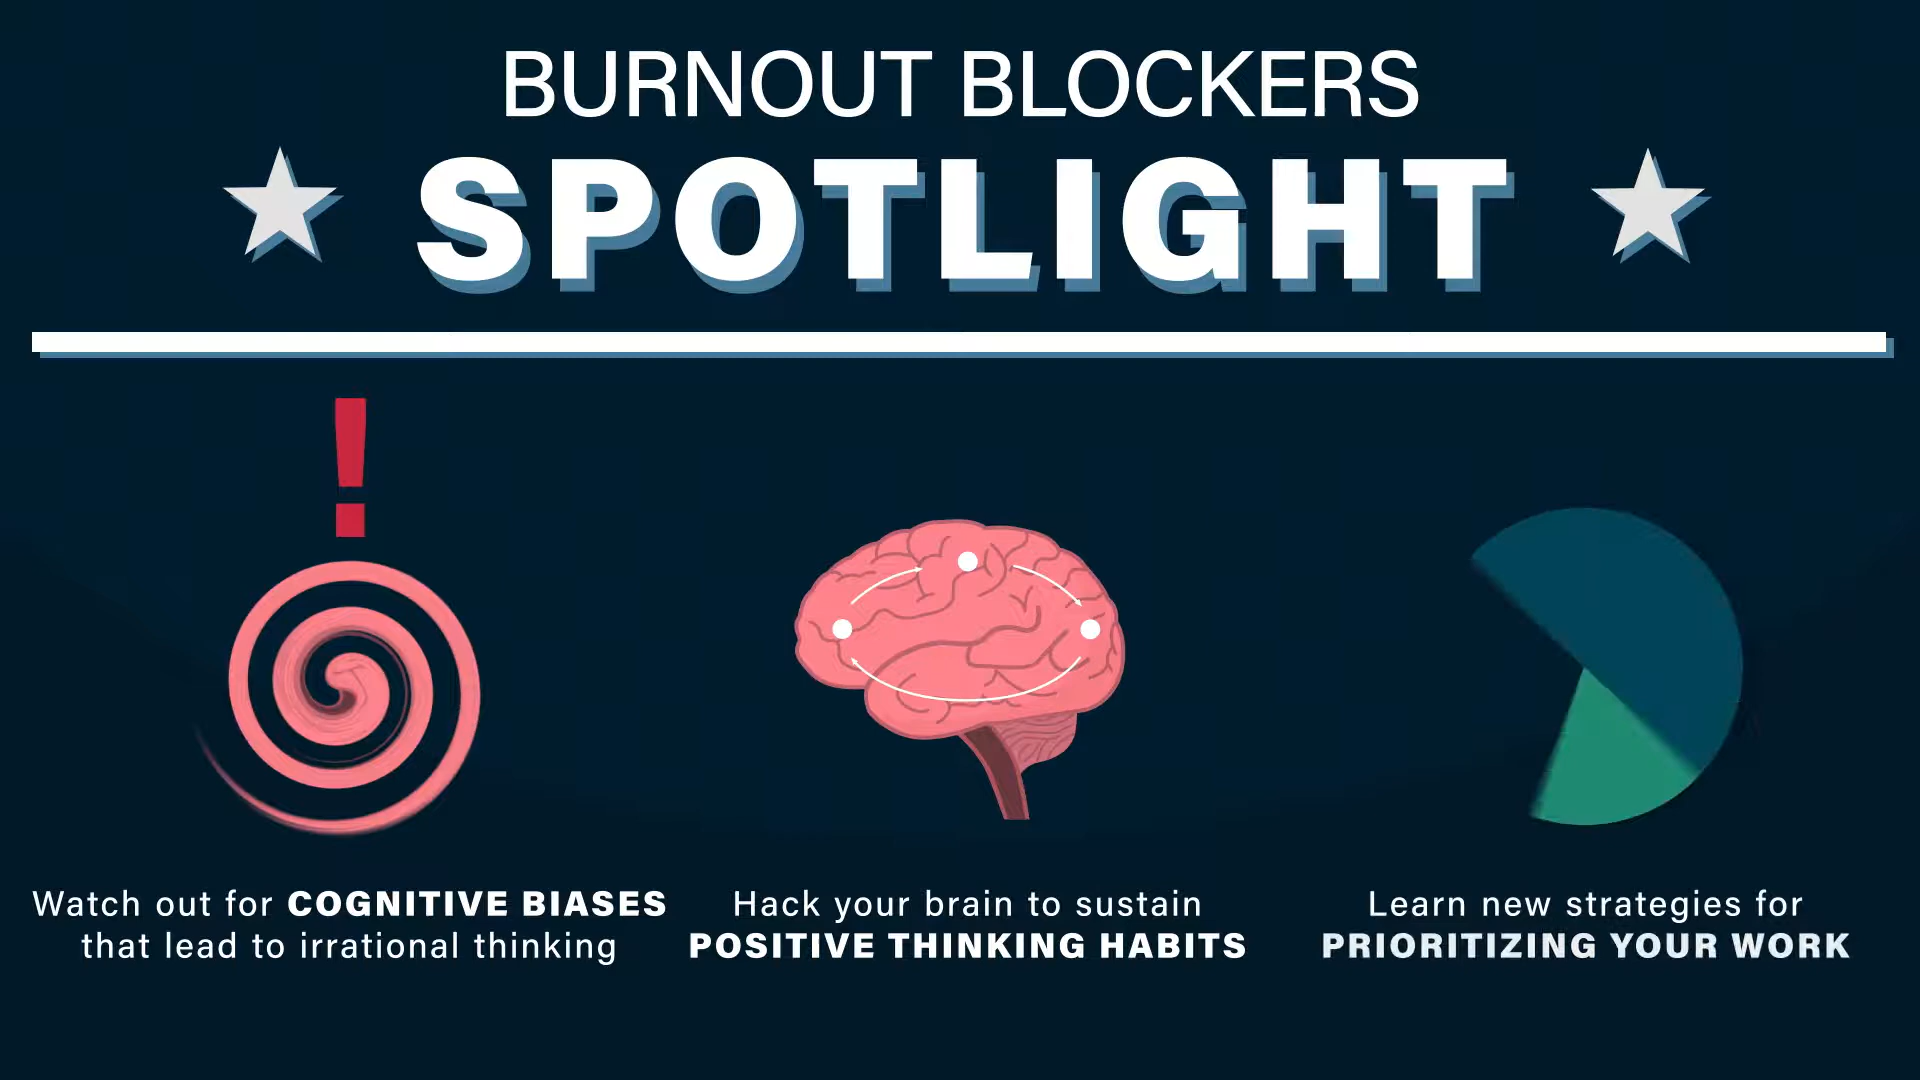 BURNOUT BLOCKERS
SPOTLIGHT
!
Watch out for COGNITIVE BIASES
that lead to irrational thinking
Hack your brain to sustain
POSITIVE THINKING HABITS
Learn new strategies for
PRIORITIZING YOUR WORK